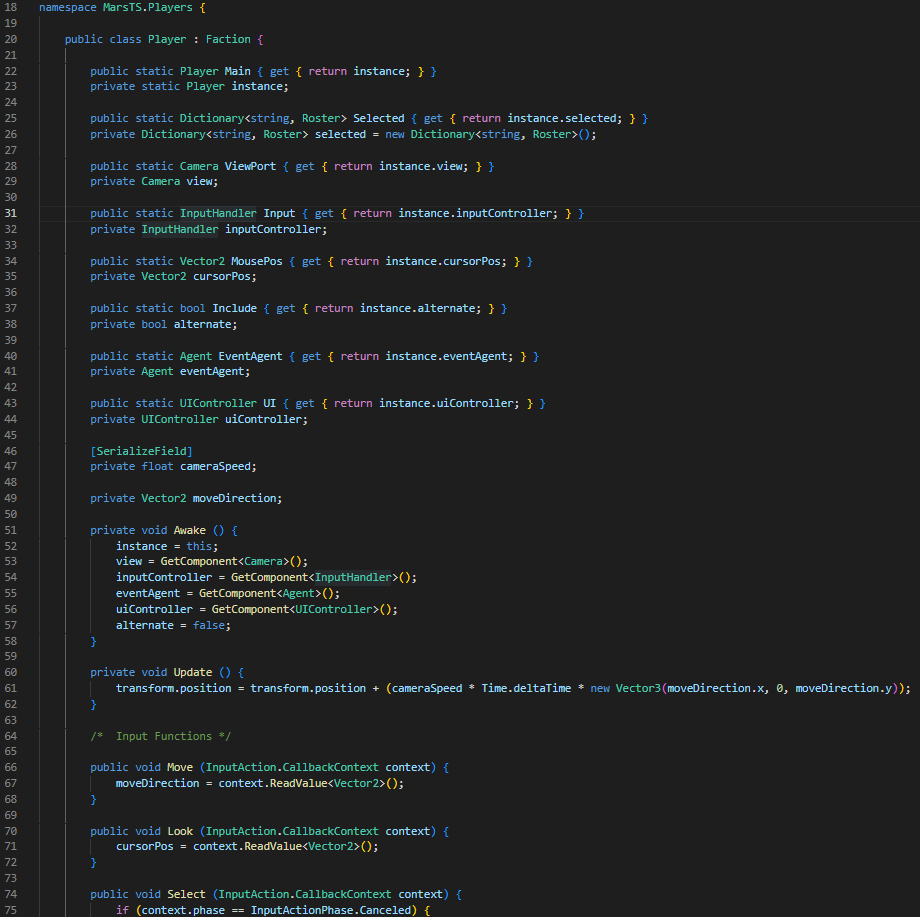 18 namespace MarsTS.Players {
19
20     public class Player : Faction {
21
22         public static Player Main { get { return instance; } }
23         private static Player instance;
24
25         public static Dictionary<string, Roster> Selected { get { return instance.selected; } }
26         private Dictionary<string, Roster> selected = new Dictionary<string, Roster>();
27
28         public static Camera ViewPort { get { return instance.view; } }
29         private Camera view;
30
31         public static InputHandler Input { get { return instance.inputController; } }
32         private InputHandler inputController;
33
34         public static Vector2 MousePos { get { return instance.cursorPos; } }
35         private Vector2 cursorPos;
36
37         public static bool Include { get { return instance.alternate; } }
38         private bool alternate;
39
40         public static Agent EventAgent { get { return instance.eventAgent; } }
41         private Agent eventAgent;
42
43         public static UIController UI { get { return instance.uiController; } }
44         private UIController uiController;
45
46         [SerializeField]
47         private float cameraSpeed;
48
49         private Vector2 moveDirection;
50
51         private void Awake () {
52             instance = this;
53             view = GetComponent<Camera>();
54             inputController = GetComponent<InputHandler>();
55             eventAgent = GetComponent<Agent>();
56             uiController = GetComponent<UIController>();
57             alternate = false;
58         }
59
60         private void Update () {
61             transform.position = transform.position + (cameraSpeed * Time.deltaTime * new Vector3(moveDirection.x, 0, moveDirection.y));
62         }
63
64         /*  Input Functions */
65
66         public void Move (InputAction.CallbackContext context) {
67             moveDirection = context.ReadValue<Vector2>();
68         }
69
70         public void Look (InputAction.CallbackContext context) {
71             cursorPos = context.ReadValue<Vector2>();
72         }
73
74         public void Select (InputAction.CallbackContext context) {
75             if (context.phase == InputActionPhase.Canceled) {